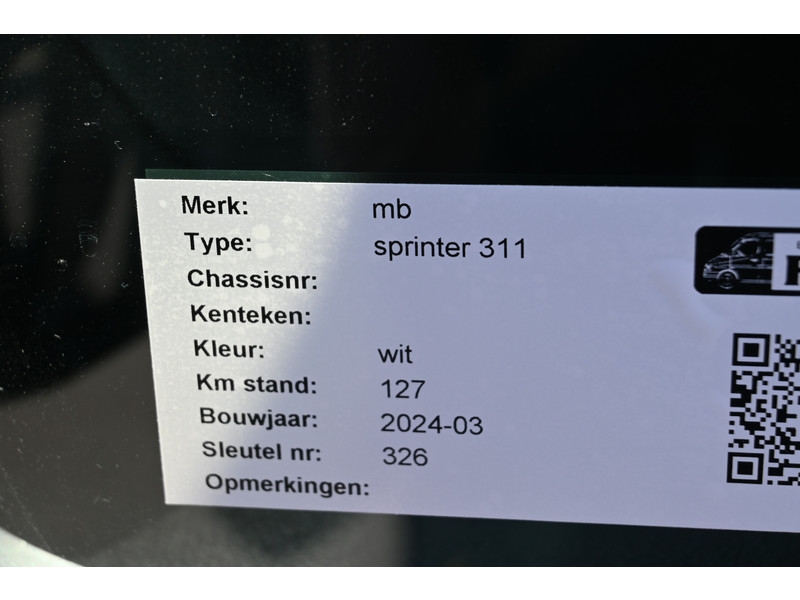 Merk: mb
Type: sprinter 311
Chassisnr:
Kenteken:
Kleur: wit
Km stand: 127
Bouwjaar: 2024-03
Sleutel nr: 326
Opmerkingen: